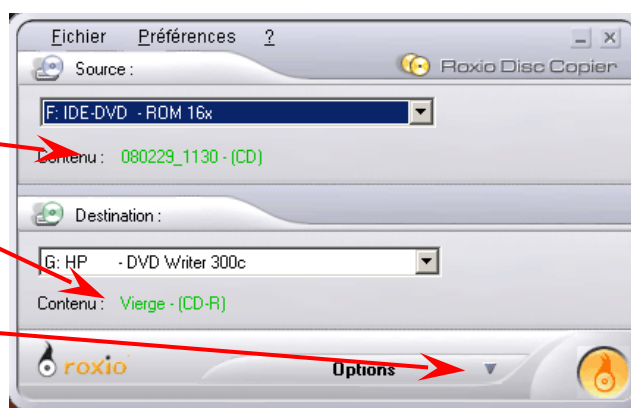 Fichier Préférences ?
Source :
Roxio Disc Copier
F: IDE-DVD - ROM 16x
Contenu : 080229_1130 - (CD)
Destination :
G: HP - DVD Writer 300c
Contenu : Vierge - (CD-R)
roxio
Options